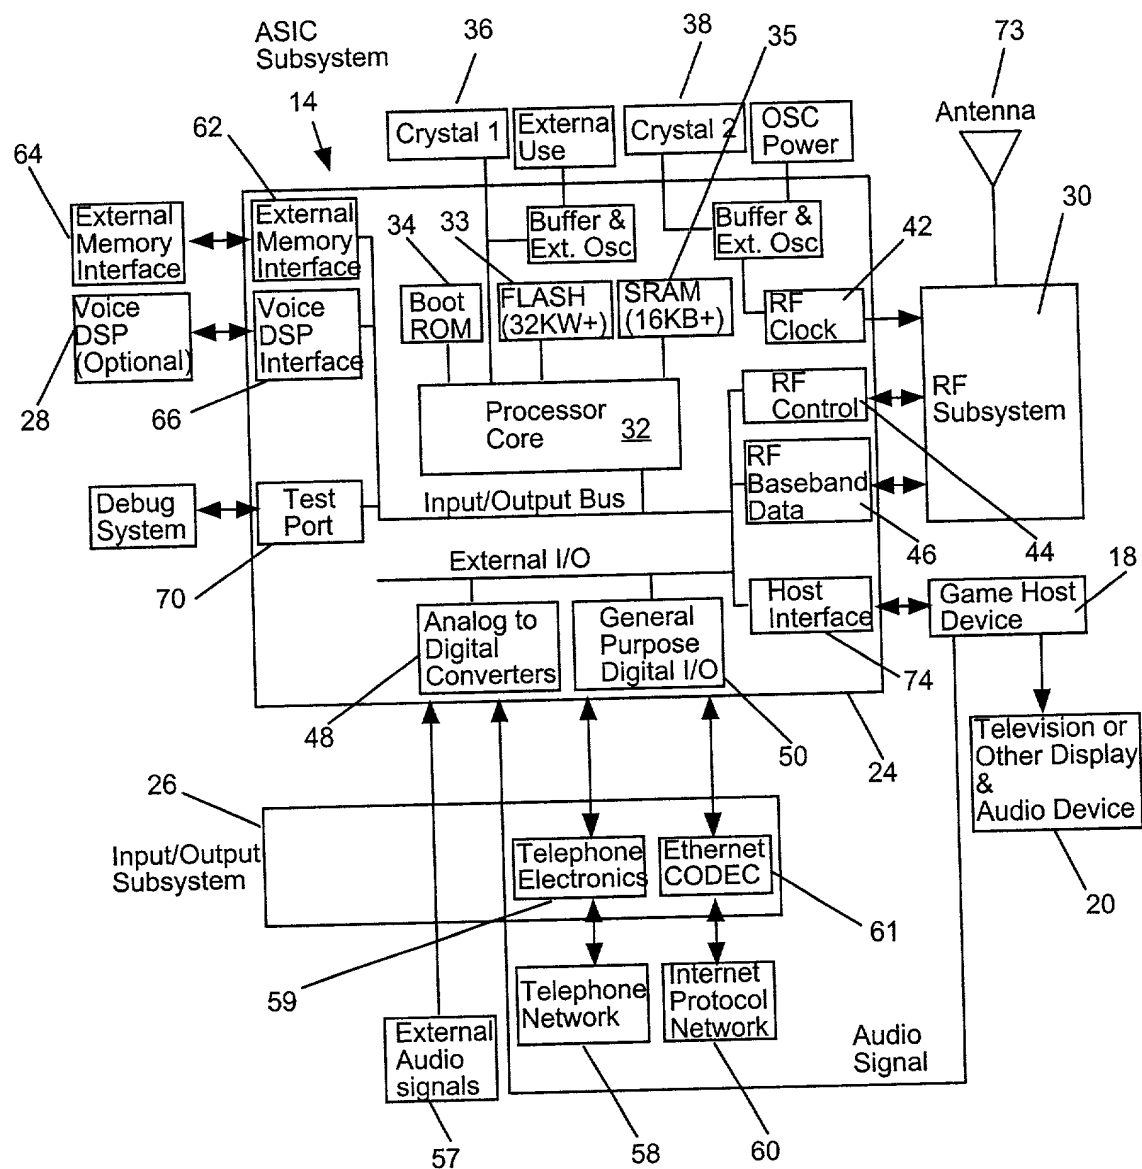 ASIC
Subsystem
36
38
35
73
14
Crystal 1
Externa
Use
Crystal 2
OSC
Power
Antenna
62
64
External
Memory
Interface
External
Memory
Interface
34
33
Buffer &
Ext. Osc
Buffer &
Ext. Osc
42
30
Voice
DSP
(Optional)
Voice
DSP
Interface
Boot
ROM
FLASH
(32KW+)
SRAM
(16KB+)
RF
Clock
28
66
Processor
Core
32
RF
Control
RF
Subsystem
Debug
System
Test
Port
Input/Output Bus
RF
Baseband
Data
70
External I/O
46
44
18
Analog to
Digital
Converters
General
Purpose
Digital I/O
Host
Interface
Game Host
Device
48
50
74
24
Television or
Other Display
&
Audio Device
26
Input/Output
Subsystem
Telephone
Electronics
Ethernet
CODEC
20
59
61
External
Audio
signals
Telephone
Network
Internet
Protocol
Network
Audio
Signal
57
58
60